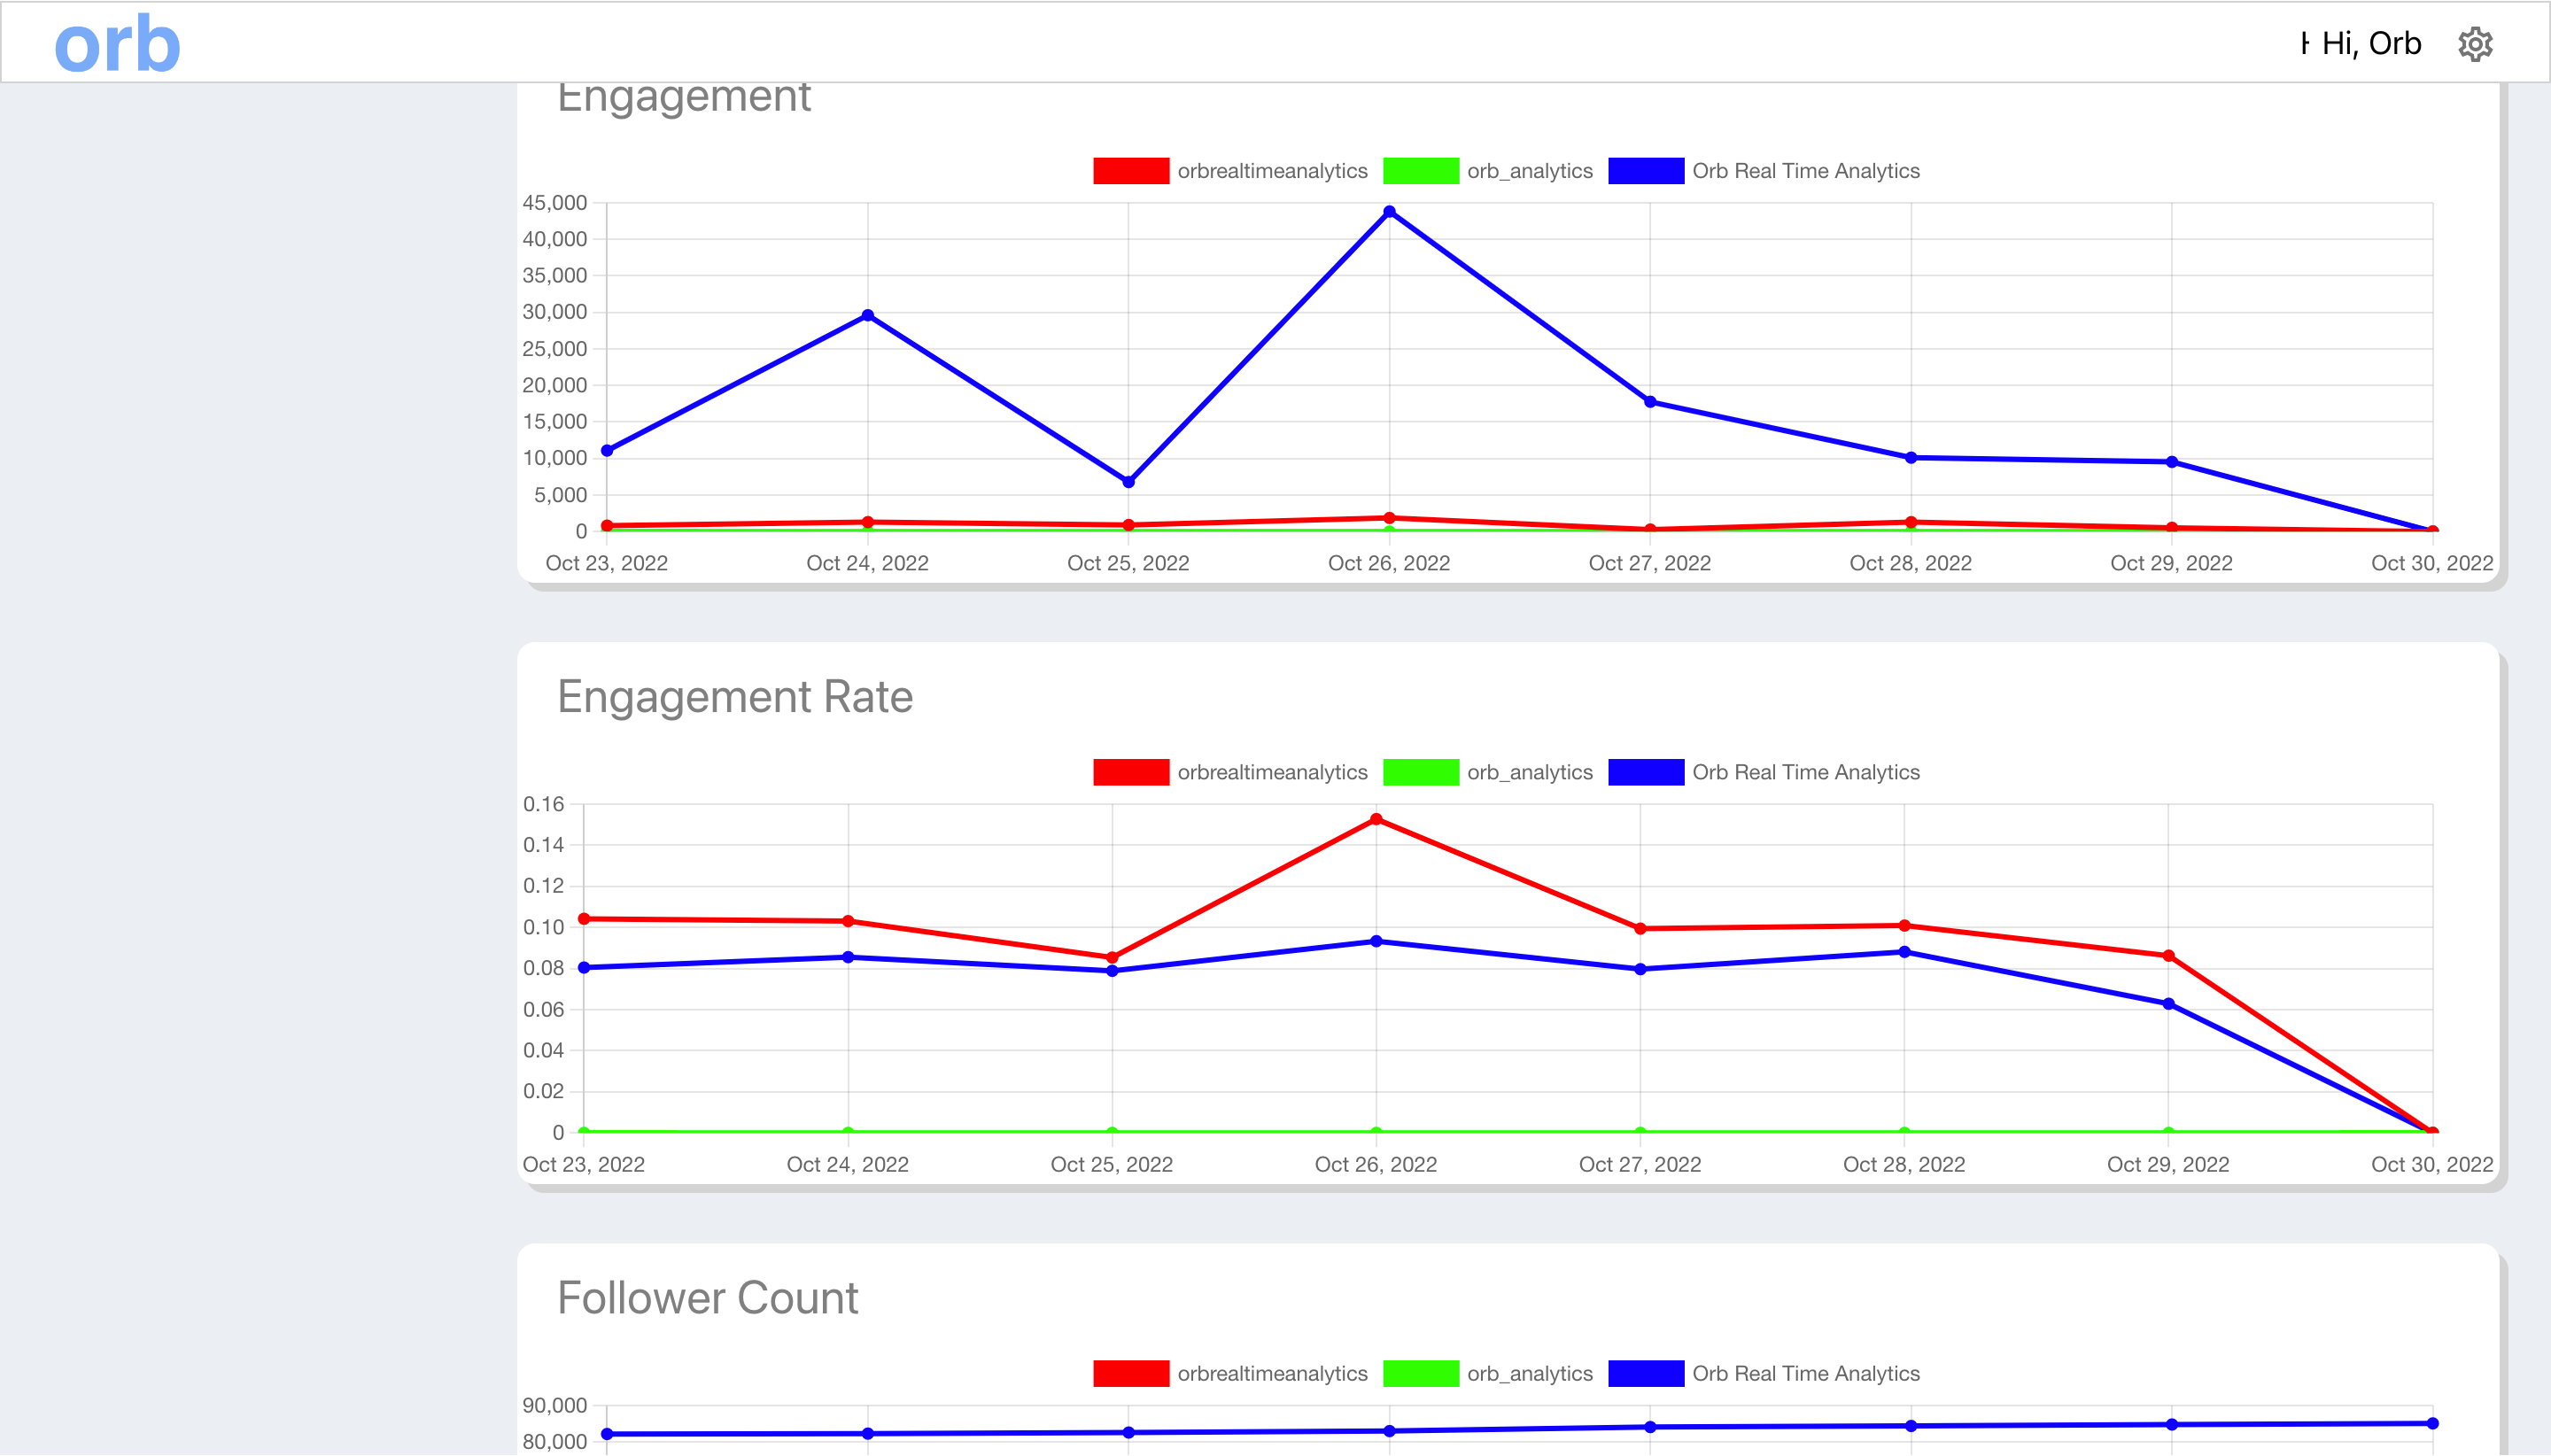 orb
Hi, Orb
Engagement
orbrealtimeanalytics orb_analytics Orb Real Time Analytics
45,000
40,000
35,000
30,000
25,000
20,000
15,000
10,000
5,000
0
Oct 23, 2022 Oct 24, 2022 Oct 25, 2022 Oct 26, 2022 Oct 27, 2022 Oct 28, 2022 Oct 29, 2022 Oct 30, 2022
Engagement Rate
orbrealtimeanalytics orb_analytics Orb Real Time Analytics
0.16
0.14
0.12
0.10
0.08
0.06
0.04
0.02
0
Oct 23, 2022 Oct 24, 2022 Oct 25, 2022 Oct 26, 2022 Oct 27, 2022 Oct 28, 2022 Oct 29, 2022 Oct 30, 2022
Follower Count
orbrealtimeanalytics orb_analytics Orb Real Time Analytics
90,000
80,000